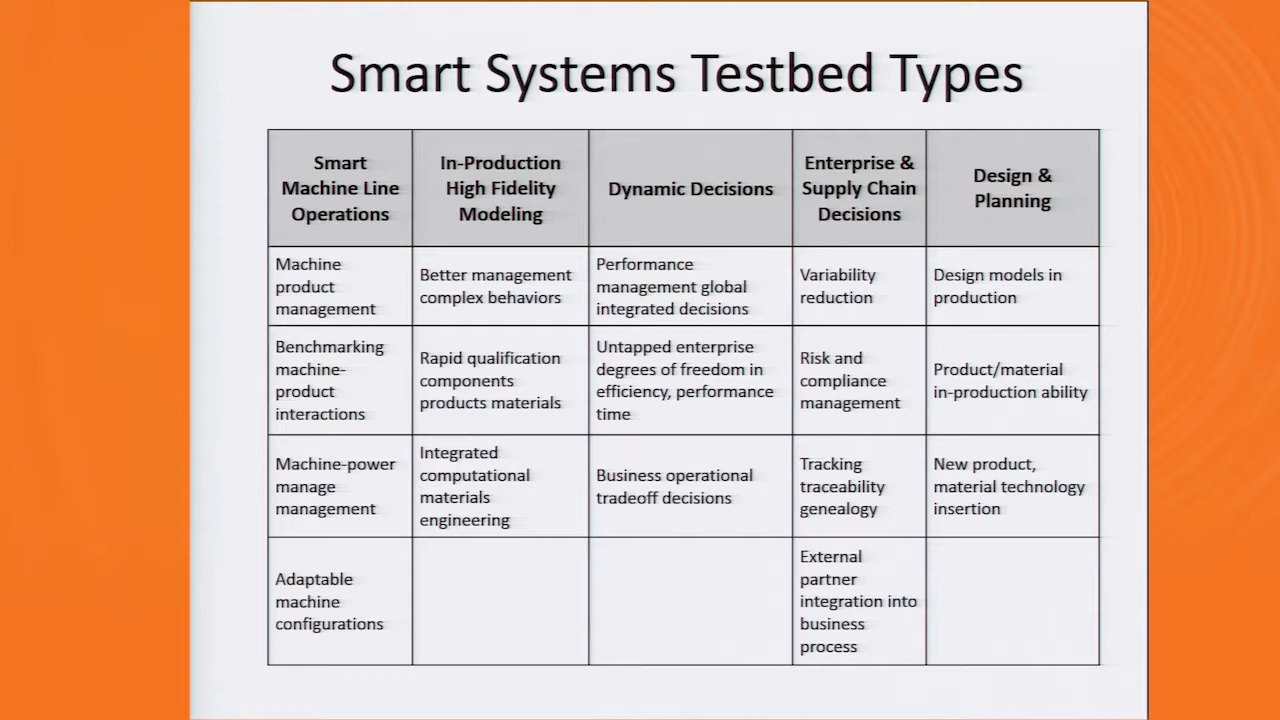 Smart Systems Testbed Types
Smart
Machine Line
Operations
In-Production
High Fidelity
Modeling
Dynamic Decisions
Enterprise &
Supply Chain
Decisions
Design &
Planning
Machine
product
management
Better management
complex behaviors
Performance
management global
integrated decisions
Variability
reduction
Design models in
production
Benchmarking
machine-
product
interactions
Rapid qualification
components
products materials
Untapped enterprise
degrees of freedom in
efficiency, performance
time
Risk and
compliance
management
Product/material
in-production ability
Machine-power
manage
management
Integrated
computational
materials
engineering
Business operational
tradeoff decisions
Tracking
traceability
genealogy
New product,
material technology
insertion
Adaptable
machine
configurations
External
partner
integration into
business
process